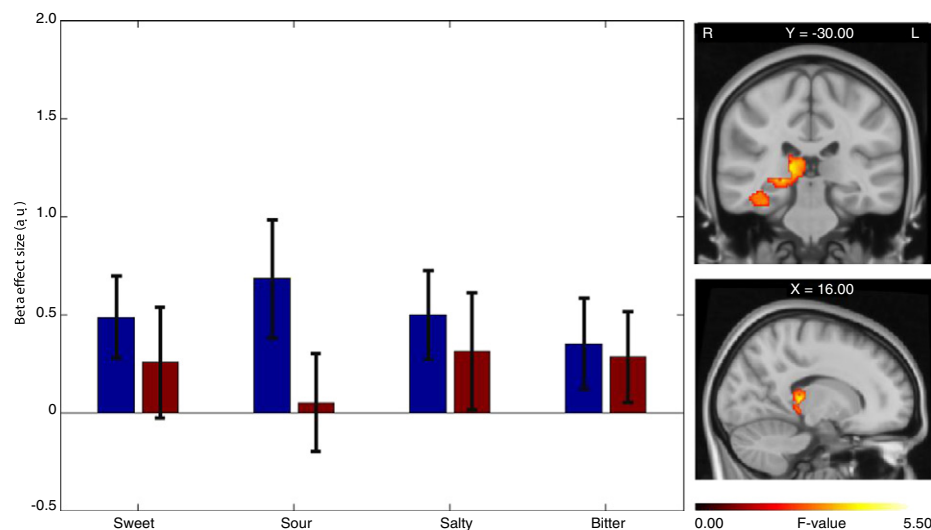 2.0
1.5
1.0
0.5
0
-0.5
Beta effect size (a.u.)
Sweet
Sour
Salty
Bitter
R
Y = -30.00
L
X = 16.00
0.00
F-value
5.50